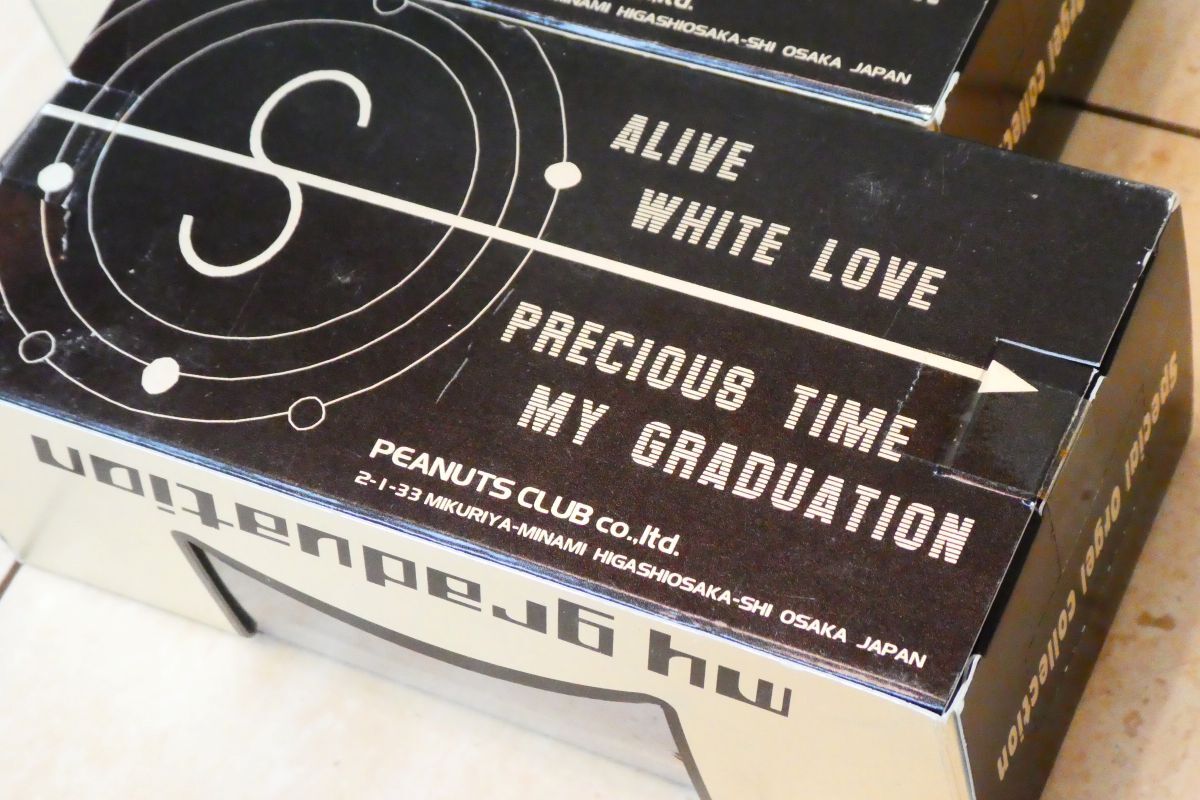 MINAMI HIGASHIOSAKA-SHI OSAKA JAPAN
ALIVE
WHITE LOVE
PRECIOUS TIME
MY GRADUATION
PEANUTS CLUB co.,ltd.
2-1-33 MIKURIYA-MINAMI HIGASHIOSAKA-SHI OSAKA JAPAN
my graduation
special orgel collection